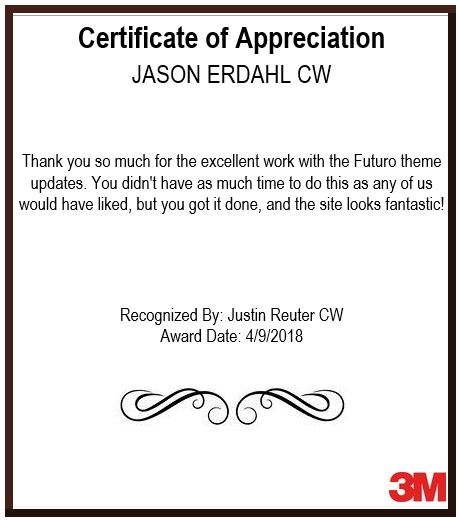 Certificate of Appreciation
JASON ERDAHL CW
Thank you so much for the excellent work with the Futuro theme
updates. You didn't have as much time to do this as any of us
would have liked, but you got it done, and the site looks fantastic!
Recognized By: Justin Reuter CW
Award Date: 4/9/2018
3M